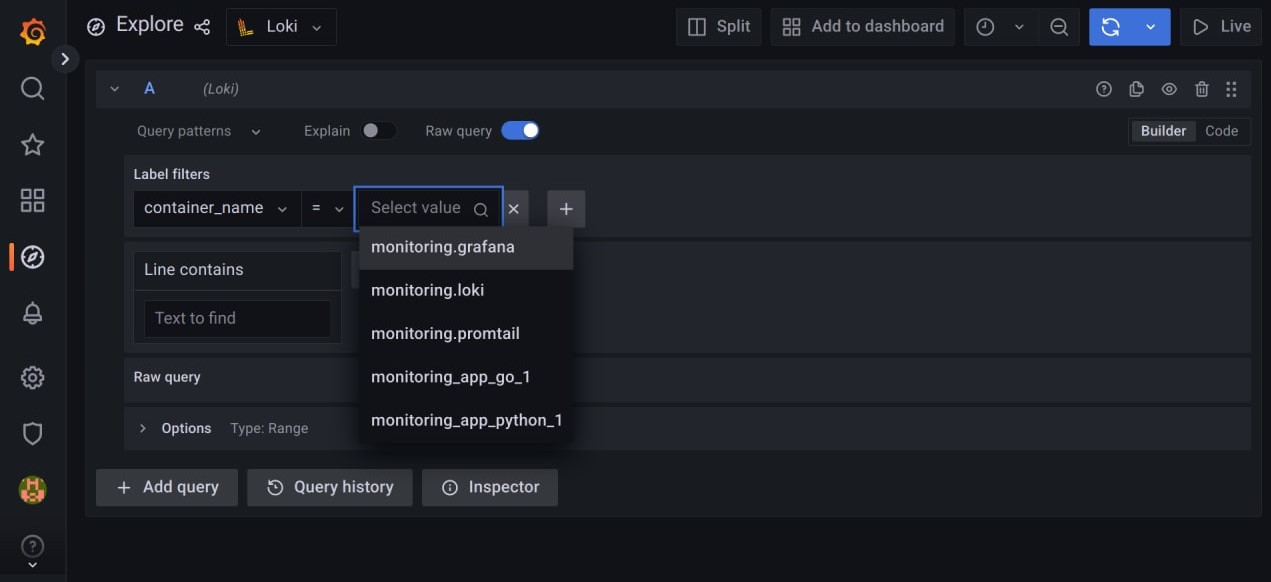 Explore
Loki
Split
Add to dashboard
Live
A
(Loki)
Query patterns
Explain
Raw query
Builder
Code
Label filters
container_name
=
Select value
monitoring.grafana
monitoring.loki
monitoring.promtail
monitoring_app_go_1
monitoring_app_python_1
Line contains
Text to find
Raw query
Options
Type: Range
Add query
Query history
Inspector